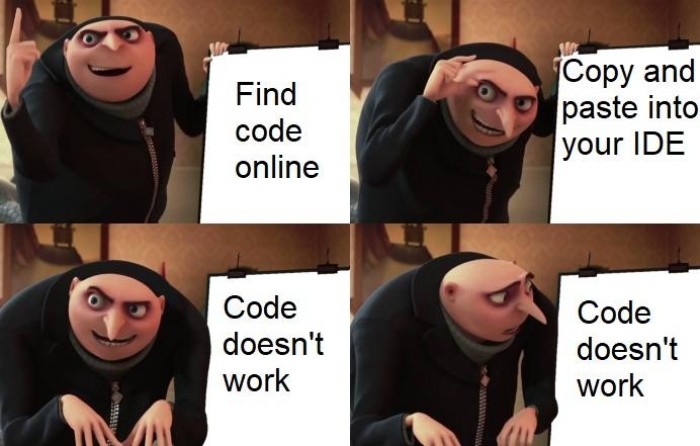 Find
code
online
Copy and
paste into
your IDE
Code
doesn't
work
Code
doesn't
work